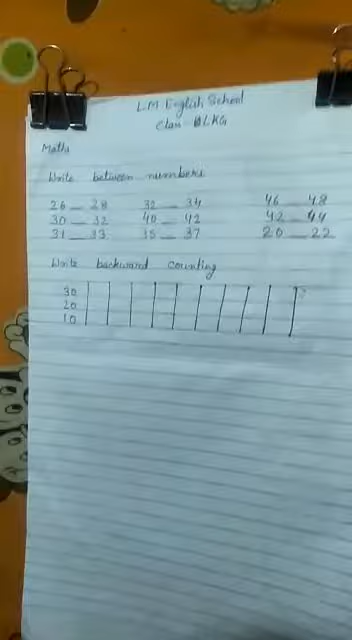 L.M. English School
Class LKG
Maths
Write between numbers
26 __ 28 32 __ 34 46 __ 48
30 __ 32 40 __ 42 42 __ 44
31 __ 33 35 __ 37 20 __ 22
Write backward counting
30
20
10